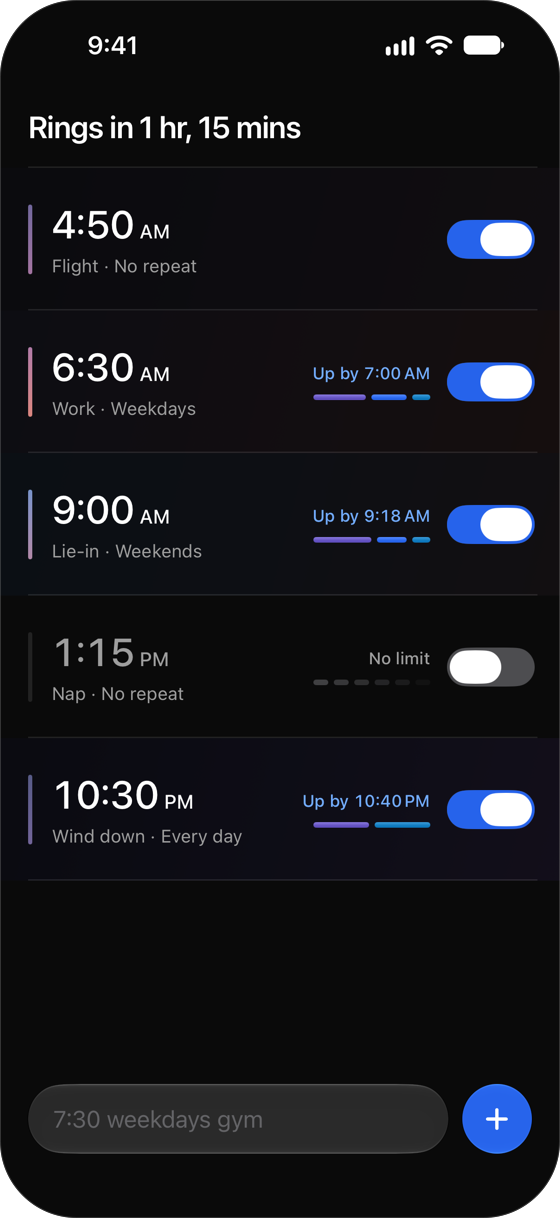 9:41
Rings in 1 hr, 15 mins
4:50 AM
Flight · No repeat
6:30 AM
Up by 7:00 AM
Work · Weekdays
9:00 AM
Up by 9:18 AM
Lie-in · Weekends
1:15 PM
No limit
Nap · No repeat
10:30 PM
Up by 10:40 PM
Wind down · Every day
7:30 weekdays gym